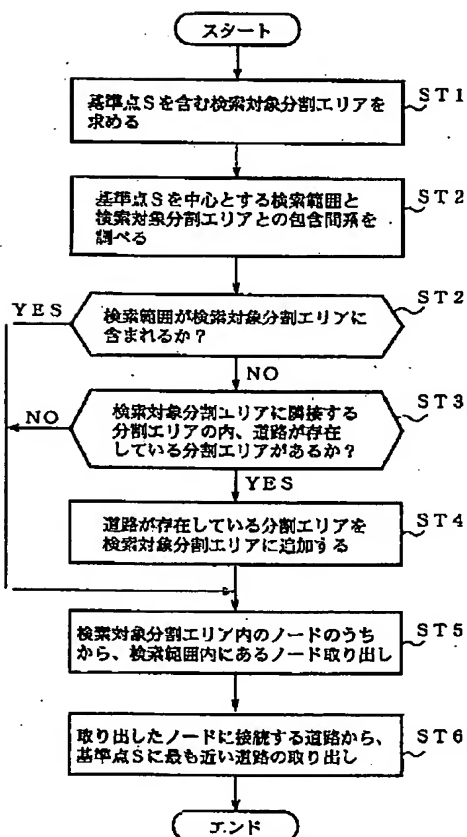 スタート
基準点Sを含む検索対象分割エリアを
求める
ST1
基準点Sを中心とする検索範囲と
検索対象分割エリアとの包含関系を
調べる
ST2
検索範囲が検索対象分割エリアに
含まれるか?
ST2
YES
NO
検索対象分割エリアに隣接する
分割エリアの内、道路が存在
している分割エリアがあるか?
ST3
NO
YES
道路が存在している分割エリアを
検索対象分割エリアに追加する
ST4
検索対象分割エリア内のノードのうち
から、検索範囲内にあるノード取り出し
ST5
取り出したノードに接続する道路から、
基準点Sに最も近い道路の取り出し
ST6
エンド